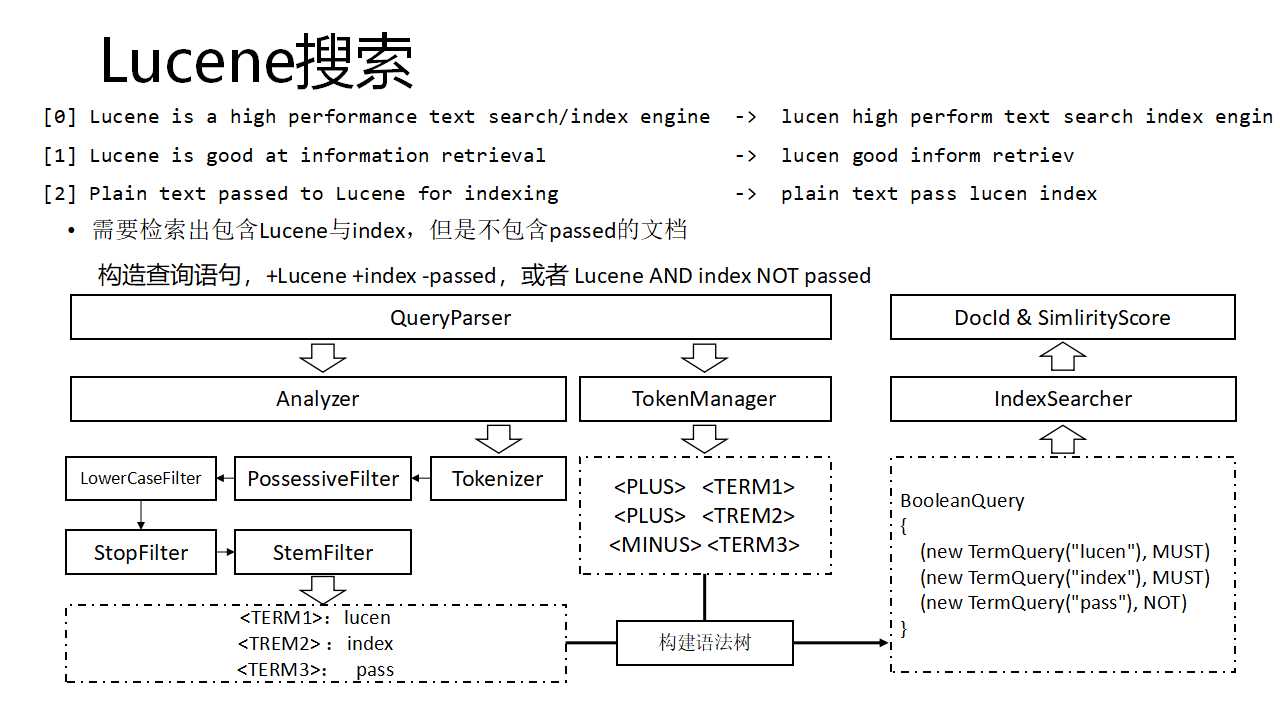 Lucene搜索
[0] Lucene is a high performance text search/index engine -> lucen high perform text search index engin
[1] Lucene is good at information retrieval -> lucen good inform retriev
[2] Plain text passed to Lucene for indexing -> plain text pass lucen index
• 需要检索出包含Lucene与index，但是不包含passed的文档
构造查询语句，+Lucene +index -passed，或者 Lucene AND index NOT passed
QueryParser
DocId & SimlirityScore
Analyzer
TokenManager
IndexSearcher
LowerCaseFilter
PossessiveFilter
Tokenizer
StopFilter
StemFilter
<PLUS> <TERM1>
<PLUS> <TREM2>
<MINUS> <TERM3>
BooleanQuery
{
(new TermQuery("lucen"), MUST)
(new TermQuery("index"), MUST)
(new TermQuery("pass"), NOT)
}
<TERM1>：lucen
<TREM2>：index
<TERM3>： pass
构建语法树